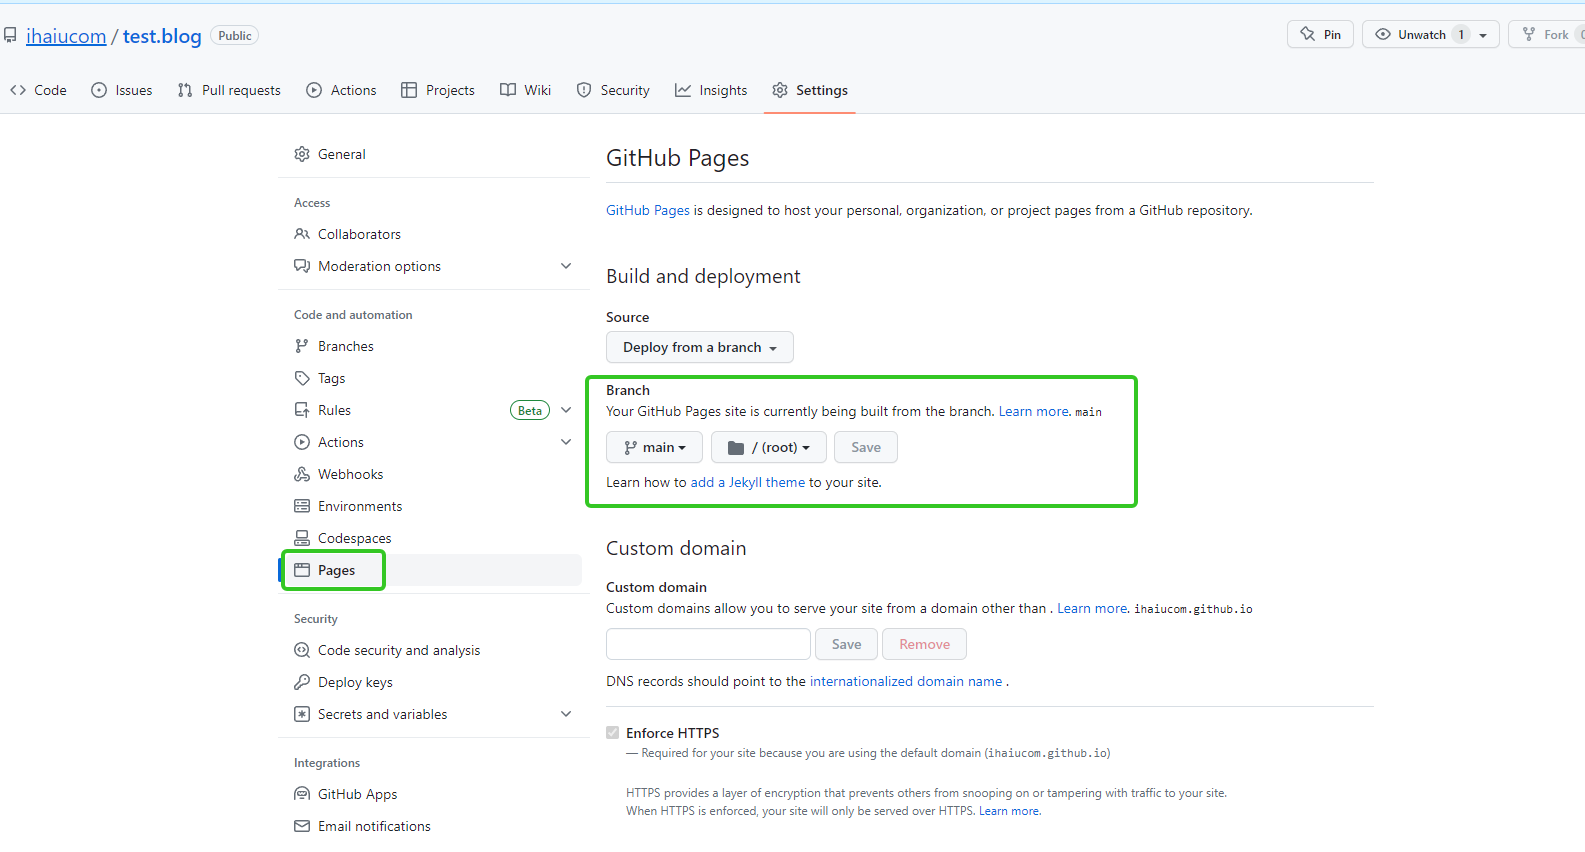 ihaiucom / test.blog Public
Pin
Unwatch 1
Fork
Code
Issues
Pull requests
Actions
Projects
Wiki
Security
Insights
Settings
General
Access
Collaborators
Moderation options
Code and automation
Branches
Tags
Rules Beta
Actions
Webhooks
Environments
Codespaces
Pages
Security
Code security and analysis
Deploy keys
Secrets and variables
Integrations
GitHub Apps
Email notifications
GitHub Pages
GitHub Pages is designed to host your personal, organization, or project pages from a GitHub repository.
Build and deployment
Source
Deploy from a branch
Branch
Your GitHub Pages site is currently being built from the branch. Learn more. main
main / (root) Save
Learn how to add a Jekyll theme to your site.
Custom domain
Custom domain
Custom domains allow you to serve your site from a domain other than . Learn more. ihaiucom.github.io
Save Remove
DNS records should point to the internationalized domain name .
Enforce HTTPS
— Required for your site because you are using the default domain (ihaiucom.github.io)
HTTPS provides a layer of encryption that prevents others from snooping on or tampering with traffic to your site.
When HTTPS is enforced, your site will only be served over HTTPS. Learn more.